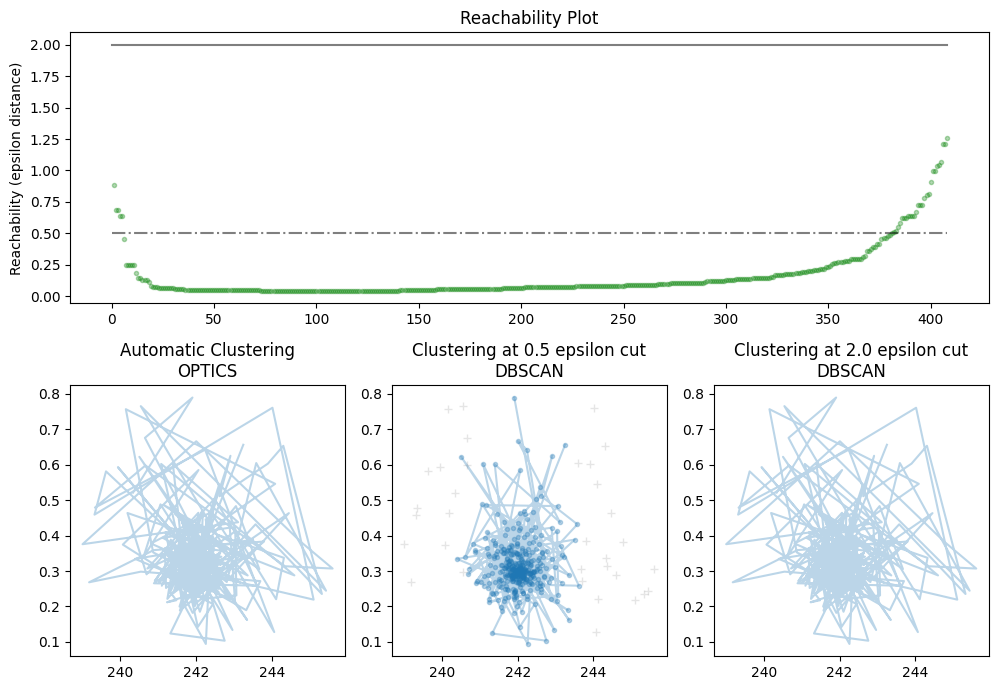 Reachability Plot
Reachability (epsilon distance)
2.00
1.75
1.50
1.25
1.00
0.75
0.50
0.25
0.00
0 50 100 150 200 250 300 350 400
Automatic Clustering
OPTICS
Clustering at 0.5 epsilon cut
DBSCAN
Clustering at 2.0 epsilon cut
DBSCAN
0.8
0.7
0.6
0.5
0.4
0.3
0.2
0.1
240 242 244
0.8
0.7
0.6
0.5
0.4
0.3
0.2
0.1
240 242 244
0.8
0.7
0.6
0.5
0.4
0.3
0.2
0.1
240 242 244